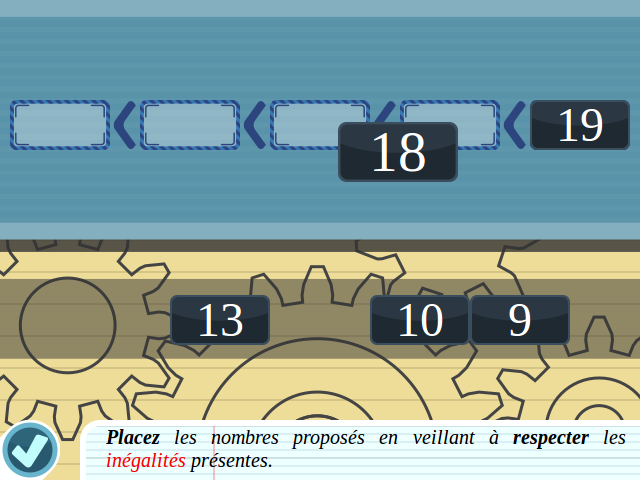 < < < < 19
18
13 10 9
Placez les nombres proposés en veillant à respecter les
inégalités présentes.